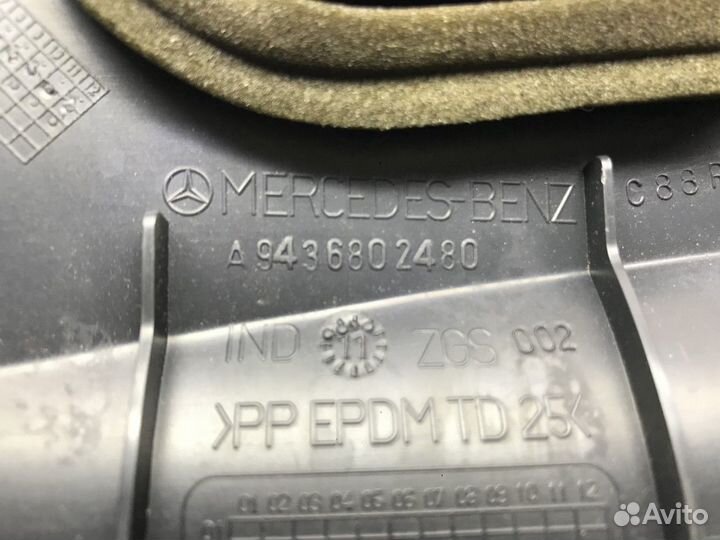 MERCEDES-BENZ
A 943 680 24 80
IND 11 ZGS 002
>PP EPDM TD 25<
01 02 03 04 05 06 07 08 09 10 11 12
01
Avito